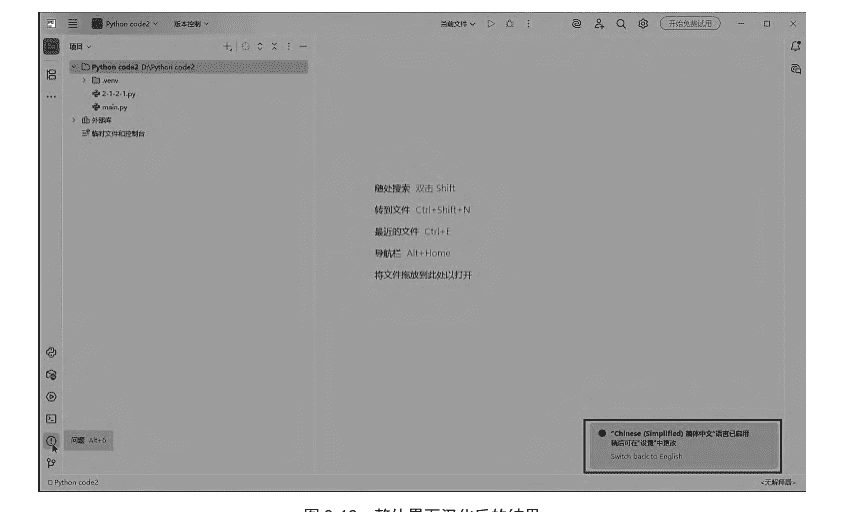 Python code2 版本控制 当前文件 开始免费试用
项目
Python code2 D:\Python code2
.venv
2-1-2-1.py
main.py
外部库
临时文件和控制台
随处搜索 双击 Shift
转到文件 Ctrl+Shift+N
最近的文件 Ctrl+E
导航栏 Alt+Home
将文件拖放到此处以打开
"Chinese (Simplified) 简体中文"语言已启用
稍后可在"设置"中更改
Switch back to English
问题 Alt+6
Python code2 <无解释器>